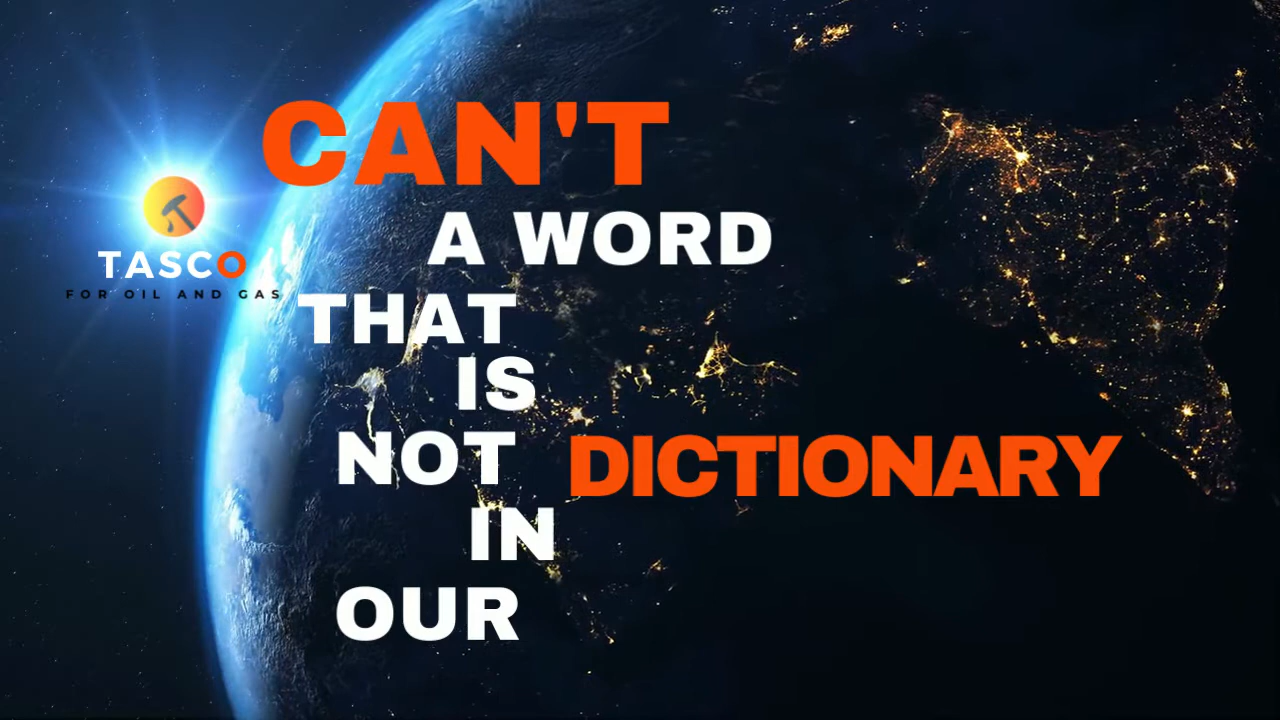 CAN'T
A WORD
THAT
IS
NOT
IN
OUR
DICTIONARY
TASCO
FOR OIL AND GAS